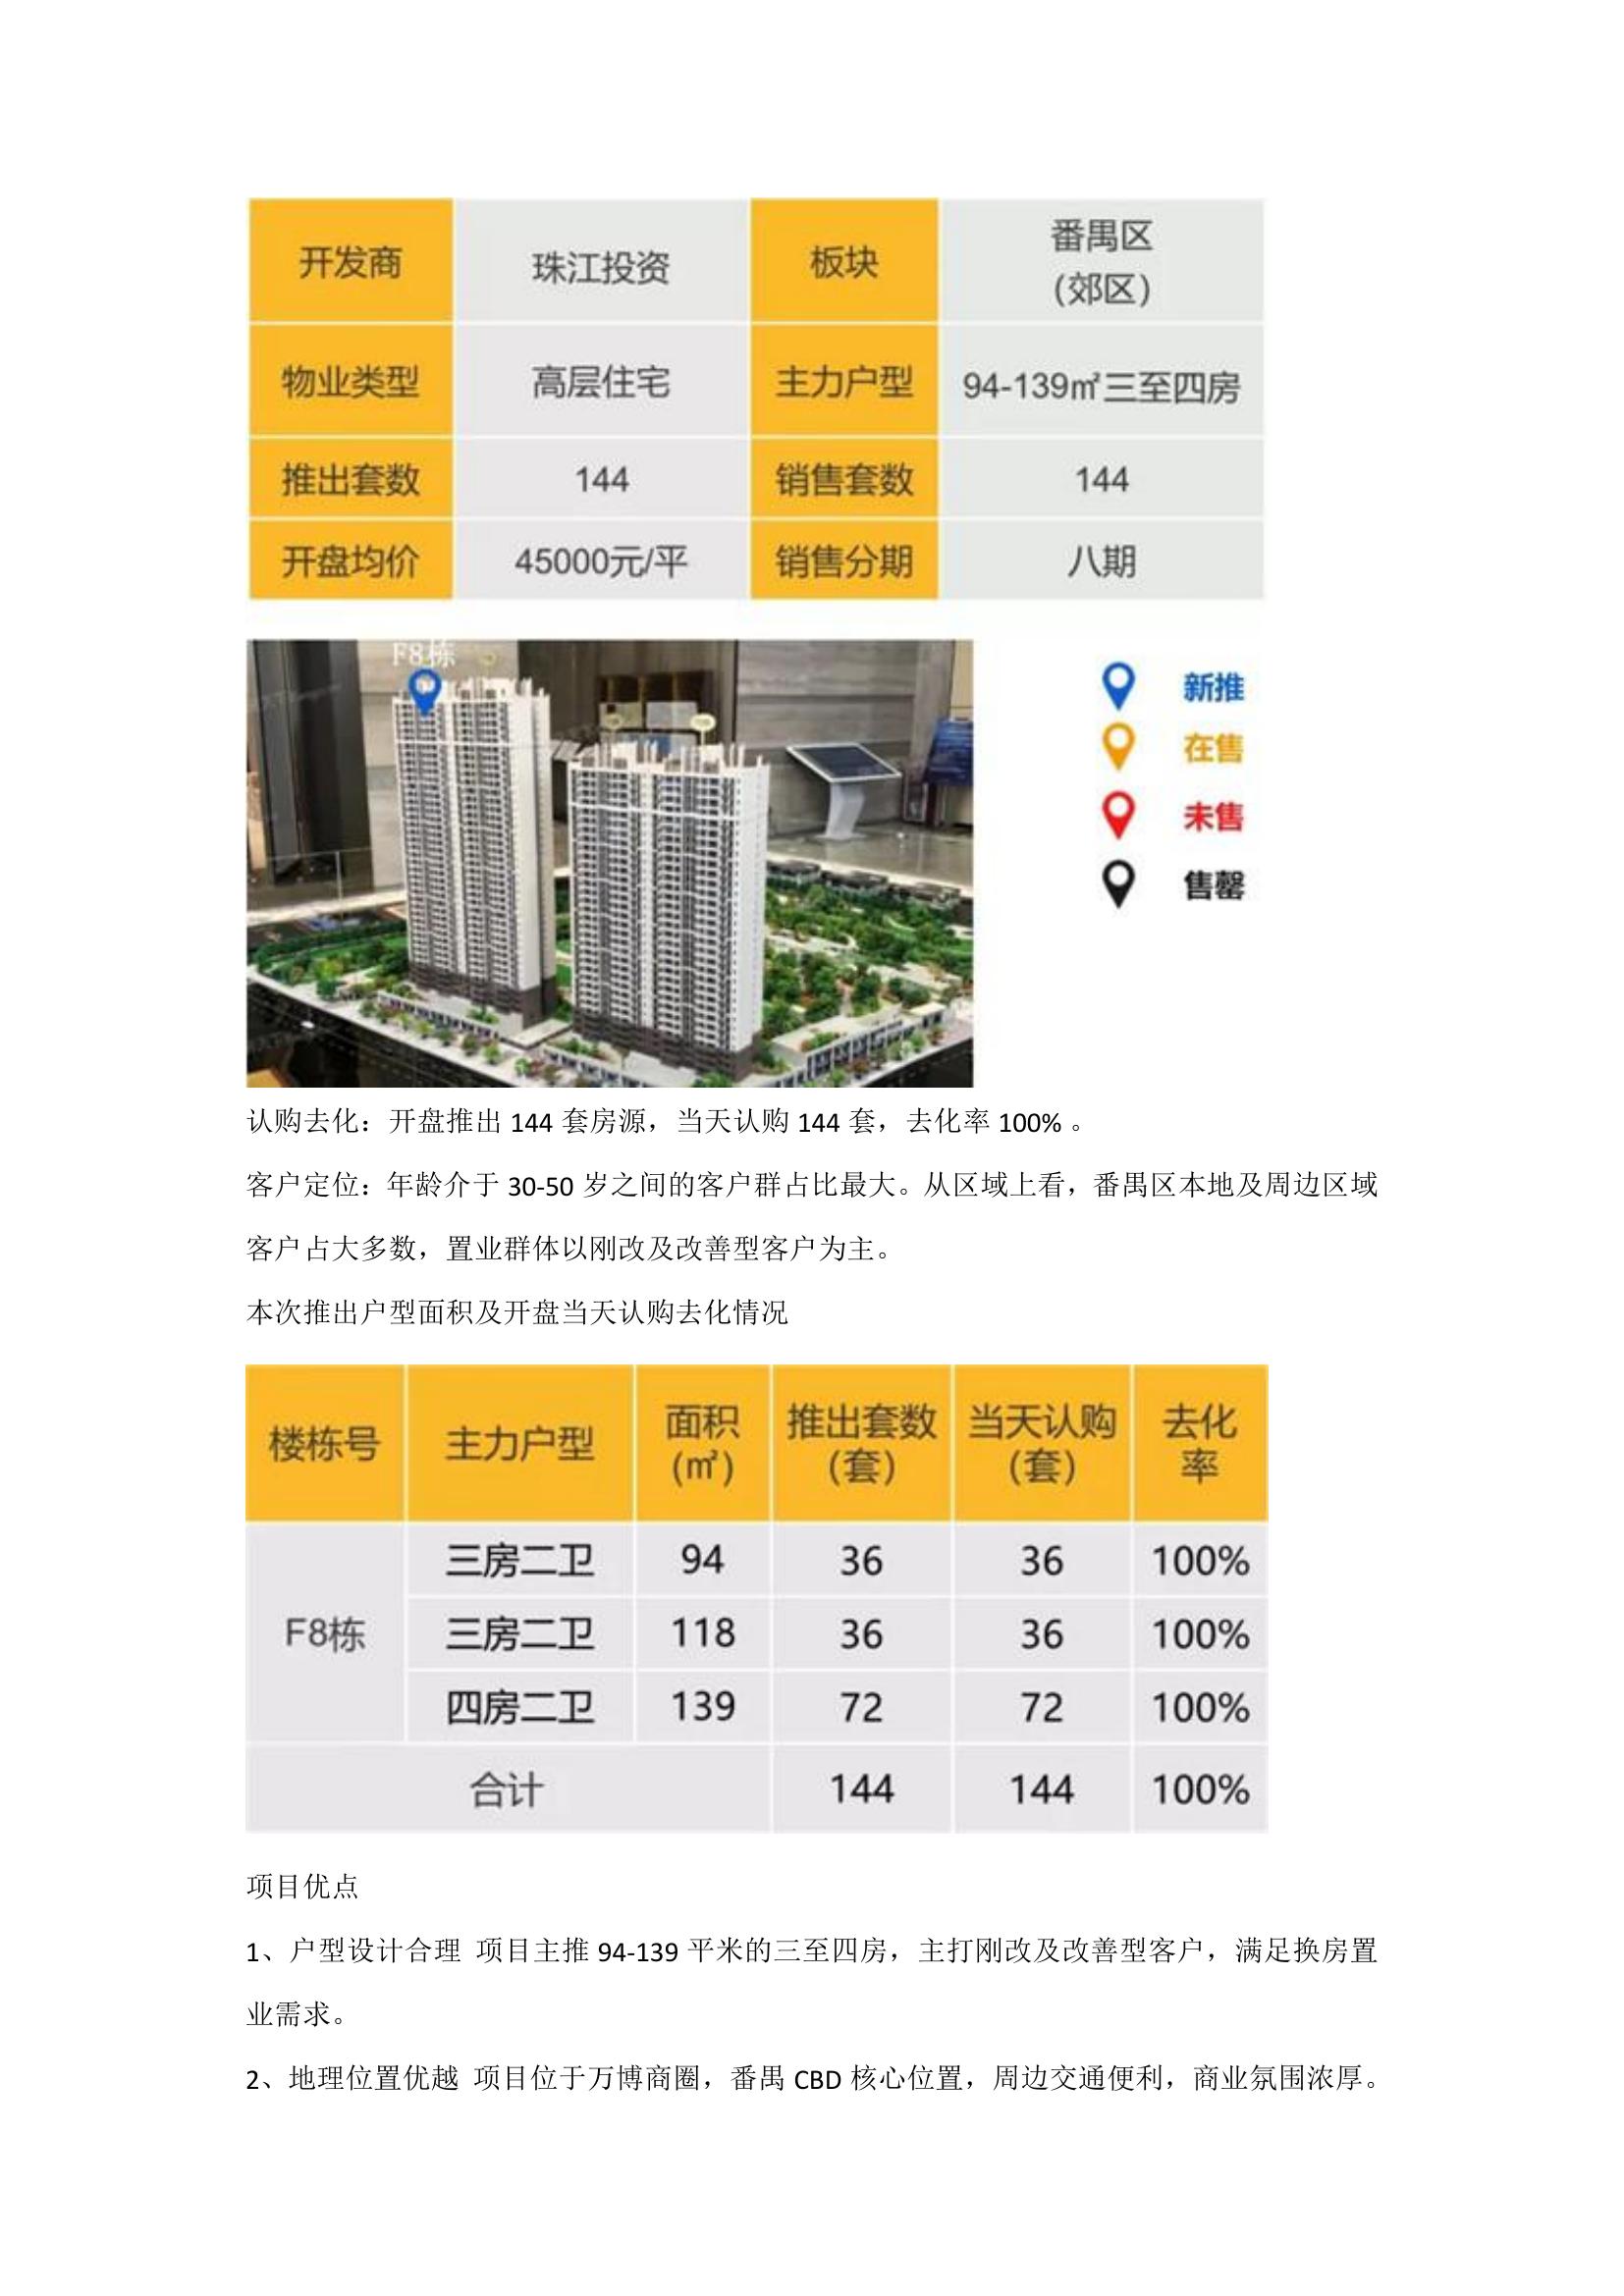 开发商 珠江投资 板块 番禺区
(郊区)
物业类型 高层住宅 主力户型 94-139㎡三至四房
推出套数 144 销售套数 144
开盘均价 45000元/平 销售分期 八期
F8栋
新推
在售
未售
售罄
认购去化：开盘推出 144 套房源，当天认购 144 套，去化率 100% 。
客户定位：年龄介于 30-50 岁之间的客户群占比最大。从区域上看，番禺区本地及周边区域
客户占大多数，置业群体以刚改及改善型客户为主。
本次推出户型面积及开盘当天认购去化情况
楼栋号 主力户型 面积(㎡) 推出套数(套) 当天认购(套) 去化率
F8栋 三房二卫 94 36 36 100%
三房二卫 118 36 36 100%
四房二卫 139 72 72 100%
合计 144 144 100%
项目优点
1、户型设计合理 项目主推 94-139 平米的三至四房，主打刚改及改善型客户，满足换房置
业需求。
2、地理位置优越 项目位于万博商圈，番禺 CBD 核心位置，周边交通便利，商业氛围浓厚。